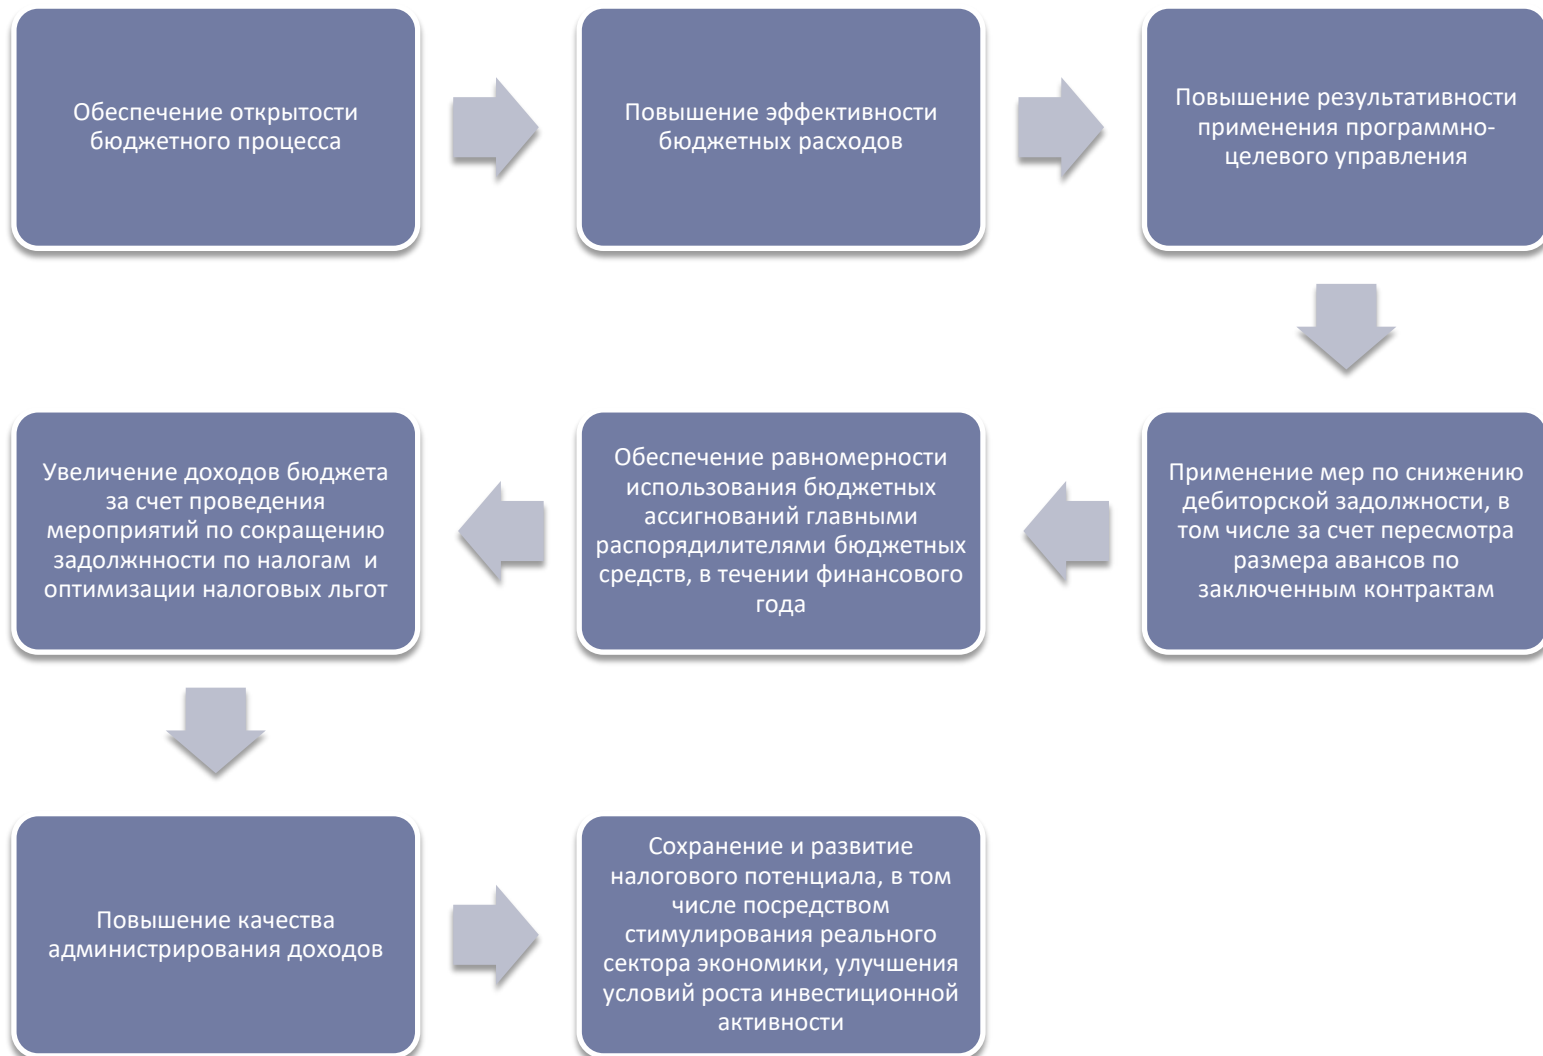 Обеспечение открытости
бюджетного процесса
Повышение эффективности
бюджетных расходов
Повышение результативности
применения программно-
целевого управления
Применение мер по снижению
дебиторской задолжности, в
том числе за счет пересмотра
размера авансов по
заключенным контрактам
Обеспечение равномерности
использования бюджетных
ассигнований главными
распорядилителями бюджетных
средств, в течении финансового
года
Увеличение доходов бюджета
за счет проведения
мероприятий по сокращению
задолжнности по налогам и
оптимизации налоговых льгот
Повышение качества
администрирования доходов
Сохранение и развитие
налогового потенциала, в том
числе посредством
стимулирования реального
сектора экономики, улучшения
условий роста инвестиционной
активности